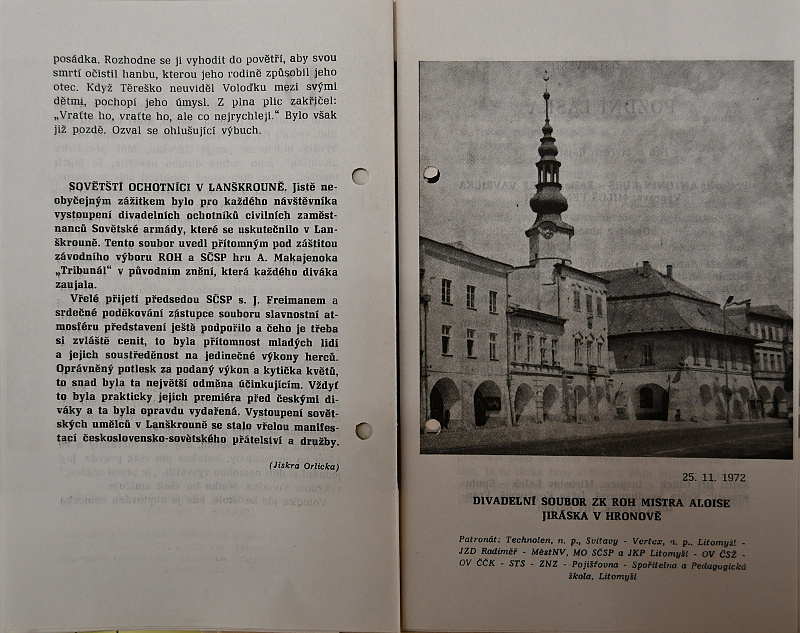 posádka. Rozhodne se ji vyhodit do povětří, aby svou
smrtí očistil hanbu, kterou jeho rodině způsobil jeho
otec. Když Těreško neuviděl Voloďku mezi svými
dětmi, pochopí jeho úmysl. Z plna plic zakřičel:
„Vraťte ho, vraťte ho, ale co nejrychleji.“ Bylo však
již pozdě. Ozval se ohlušující výbuch.
SOVĚTŠTÍ OCHOTNÍCI V LANŠKROUNĚ. Jistě ne-
obyčejným zážitkem bylo pro každého návštěvníka
vystoupení divadelních ochotníků civilních zaměst-
nanců Sovětské armády, které se uskutečnilo v Lan-
škrouně. Tento soubor uvedl přítomným pod záštitou
závodního výboru ROH a SČSP hru A. Makajenoka
„Tribunál“ v původním znění, která každého diváka
zaujala.
Vřelé přijetí předsedou SČSP s. J. Freimanem a
srdečné poděkování zástupce souboru slavnostní at-
mosféru představení ještě podpořilo a čeho je třeba
si zvláště cenit, to byla přítomnost mladých lidí
a jejich soustředěnost na jedinečné výkony herců.
Oprávněný potlesk za podaný výkon a kytička květů,
to snad byla ta největší odměna účinkujícím. Vždyť
to byla prakticky jejich premiéra před českými di-
váky a ta byla opravdu vydařená. Vystoupení sovět-
ských umělců v Lanškrouně se stalo vřelou manifes-
tací československo-sovětského přátelství a družby.
(Jiskra Orlicka)
25. 11. 1972
DIVADELNÍ SOUBOR ZK ROH MISTRA ALOISE
JIRÁSKA V HRONOVĚ
Patronát: Technolen, n. p., Svitavy - Vertex, n. p., Litomyšl -
JZD Radiměř - MěstNV, MO SČSP a JKP Litomyšl - OV ČSŽ -
OV ČČK - STS - ZNZ - Pojišťovna - Spořitelna a Pedagogická
škola, Litomyšl